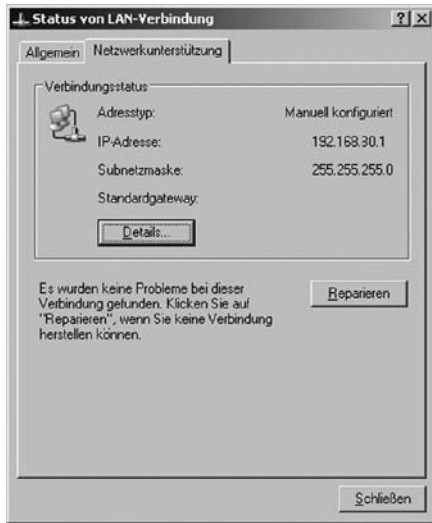 Status von LAN-Verbindung
Allgemein Netzwerkunterstützung
Verbindungsstatus
Adresstyp: Manuell konfiguriert
IP-Adresse: 192.168.30.1
Subnetzmaske: 255.255.255.0
Standardgateway:
Details...
Es wurden keine Probleme bei dieser
Verbindung gefunden. Klicken Sie auf
"Reparieren", wenn Sie keine Verbindung
herstellen können.
Reparieren
Schließen